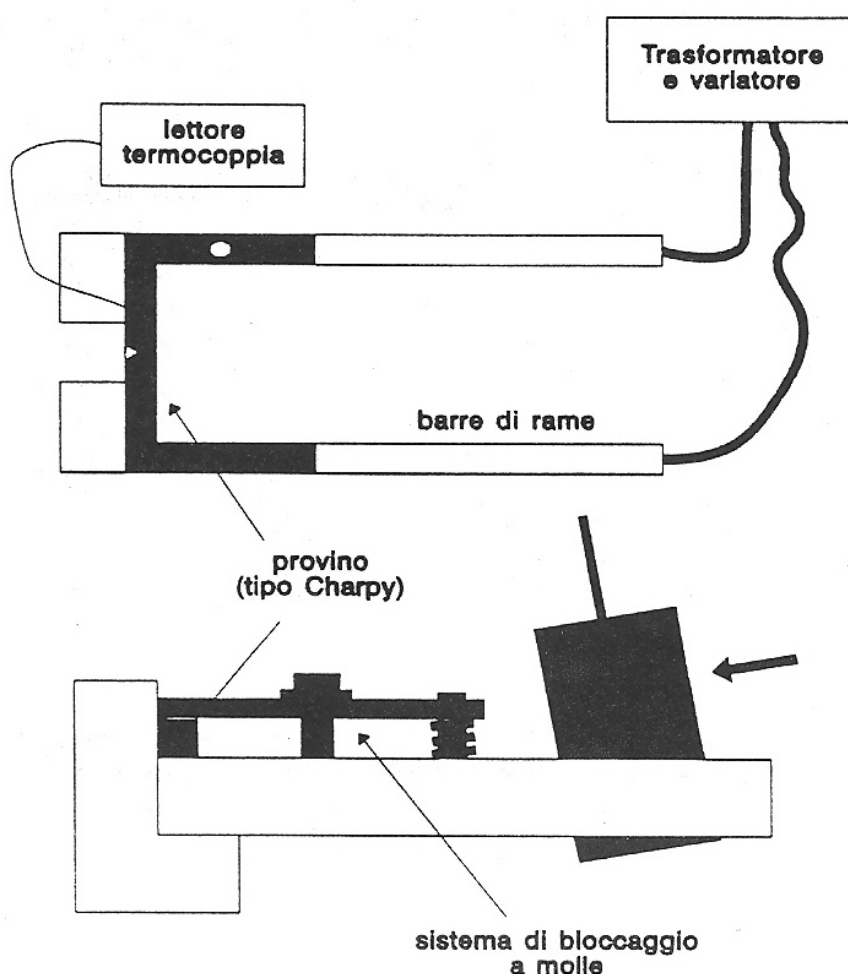 Trasformatore
e variatore
lettore
termocoppia
barre di rame
provino
(tipo Charpy)
sistema di bloccaggio
a molle